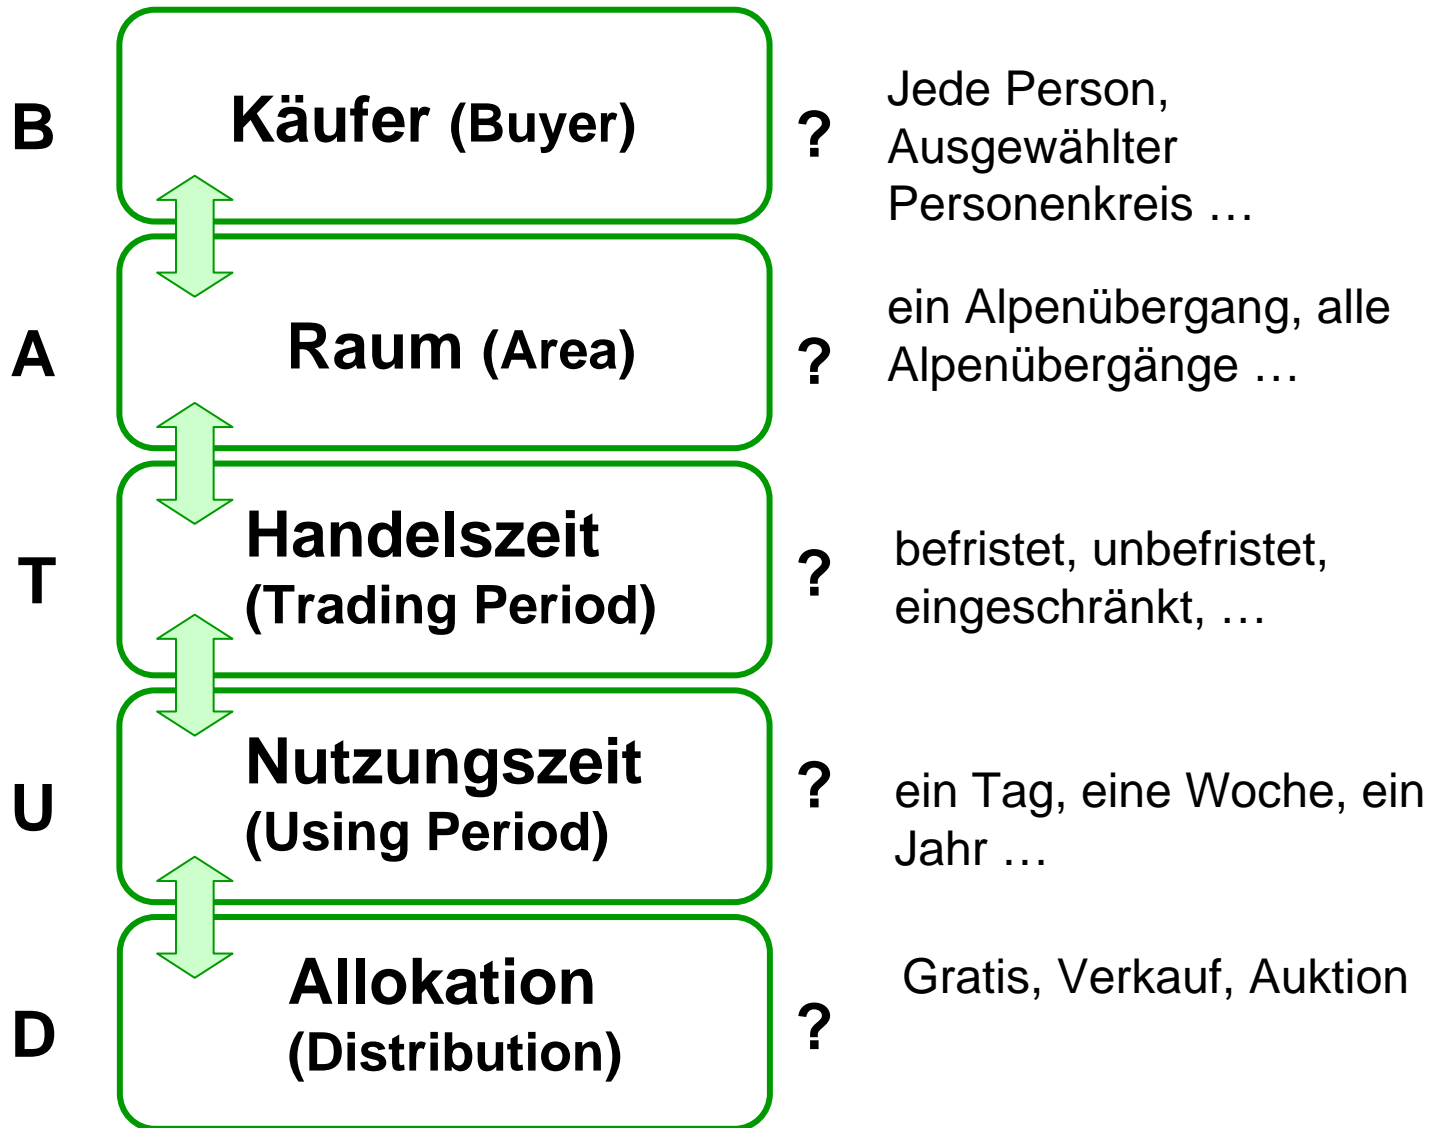 B
Käufer (Buyer)
?
Jede Person,
Ausgewählter
Personenkreis …
A
Raum (Area)
?
ein Alpenübergang, alle
Alpenübergänge …
T
Handelszeit
(Trading Period)
?
befristet, unbefristet,
eingeschränkt, …
U
Nutzungszeit
(Using Period)
?
ein Tag, eine Woche, ein
Jahr …
D
Allokation
(Distribution)
?
Gratis, Verkauf, Auktion